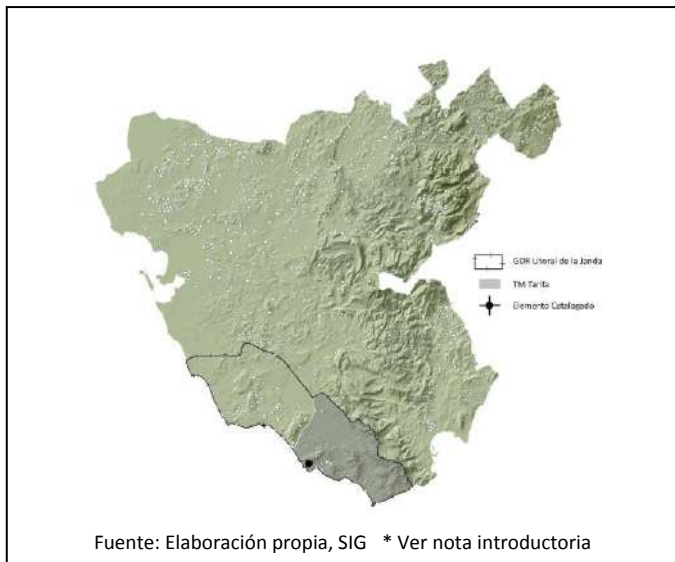 GDR Litoral de la Janda
TM Tarifa
Elemento Catalogado
Fuente: Elaboración propia, SIG * Ver nota introductoria